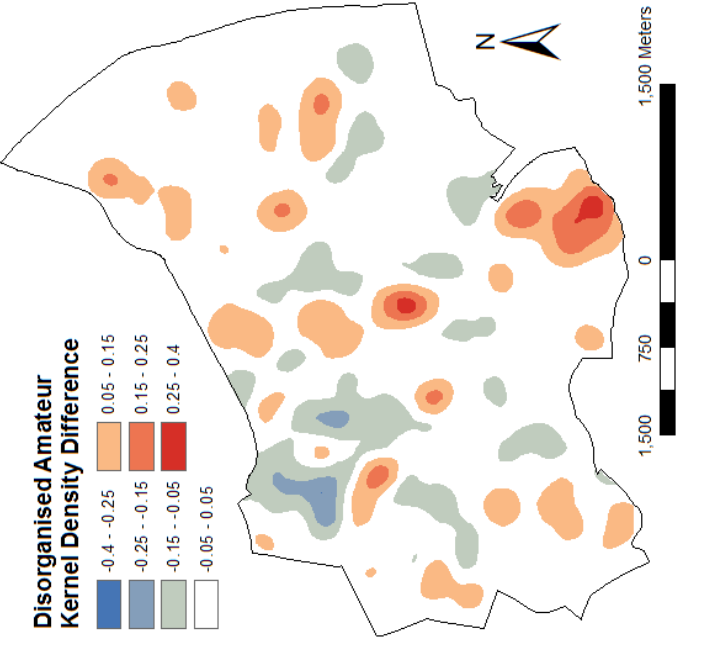 Disorganised Amateur
Kernel Density Difference
-0.4 - -0.25
-0.25 - -0.15
-0.15 - -0.05
-0.05 - 0.05
0.05 - 0.15
0.15 - 0.25
0.25 - 0.4
N
1,500 750 0 1,500 Meters